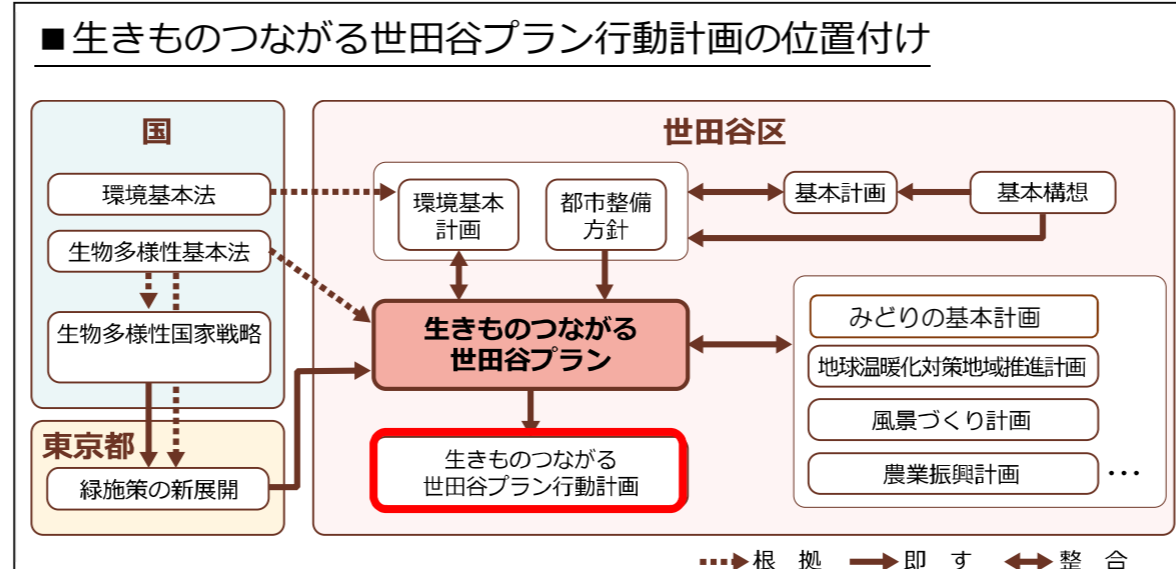 ■生きものつながる世田谷プラン行動計画の位置付け
国
環境基本法
生物多様性基本法
生物多様性国家戦略
東京都
緑施策の新展開
世田谷区
環境基本
計画
都市整備
方針
基本計画
基本構想
生きものつながる
世田谷プラン
生きものつながる
世田谷プラン行動計画
みどりの基本計画
地球温暖化対策地域推進計画
風景づくり計画
農業振興計画
･･･
根　拠
即　す
整　合